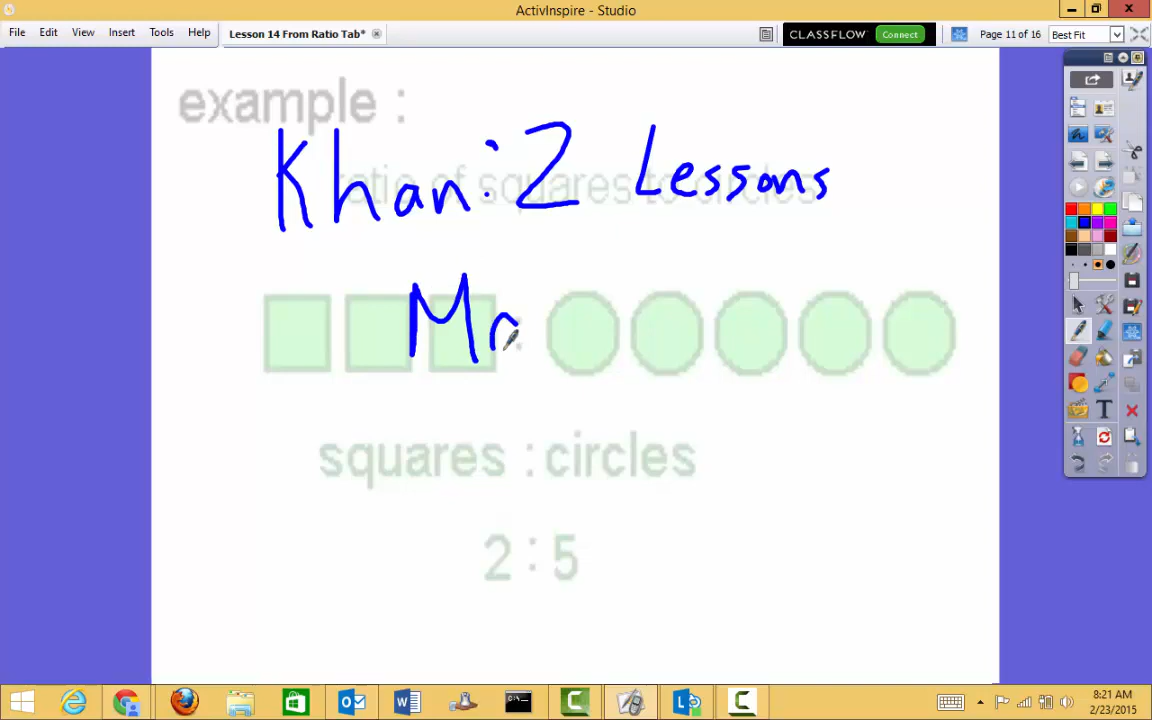 ActivInspire - Studio
File Edit View Insert Tools Help
Lesson 14 From Ratio Tab*
CLASSFLOW Connect
Page 11 of 16
Best Fit
example :
ratio of squares to circles
Khan: 2 Lessons
Mr
squares : circles
2 : 5
8:21 AM
2/23/2015